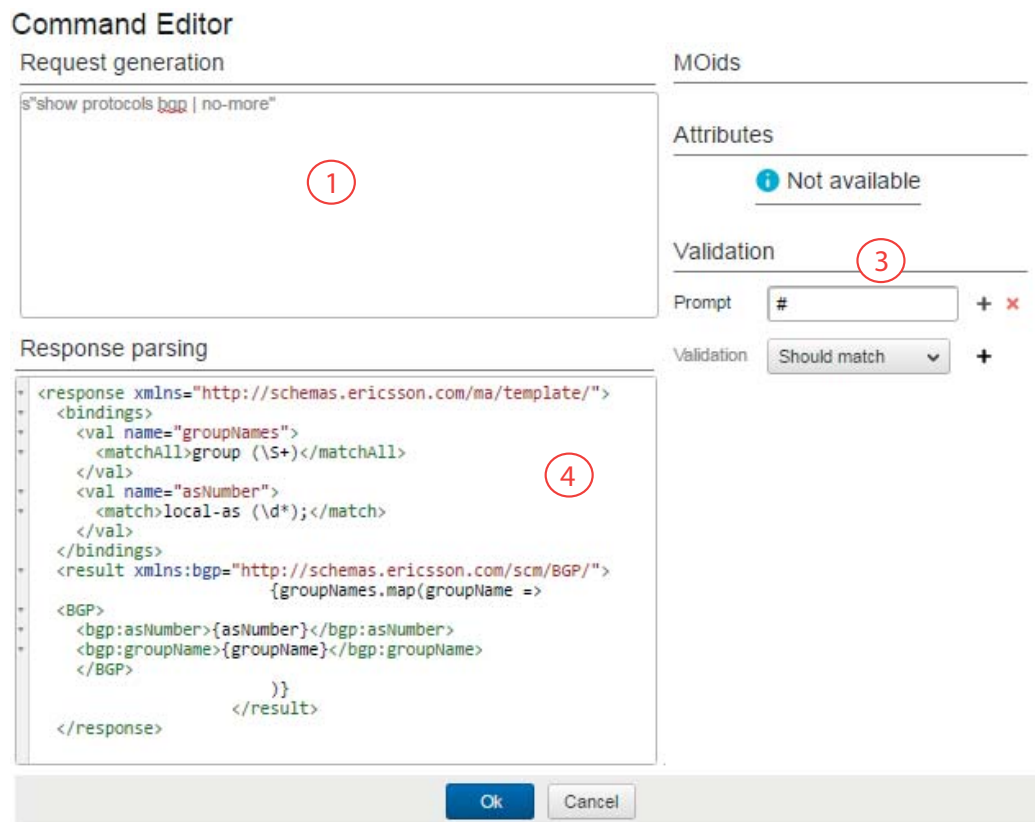 Command Editor
Request generation
s"show protocols bgp | no-more"
1
MOids
Attributes
Not available
Validation
3
Prompt
#
Validation
Should match
Response parsing
<response xmlns="http://schemas.ericsson.com/ma/template/">
<bindings>
<val name="groupNames">
<matchAll>group (\S+)</matchAll>
</val>
<val name="asNumber">
<match>local-as (\d*);</match>
</val>
</bindings>
<result xmlns:bgp="http://schemas.ericsson.com/scm/BGP/">
{groupNames.map(groupName =>
<BGP>
<bgp:asNumber>{asNumber}</bgp:asNumber>
<bgp:groupName>{groupName}</bgp:groupName>
</BGP>
)}
</result>
</response>
4
Ok
Cancel